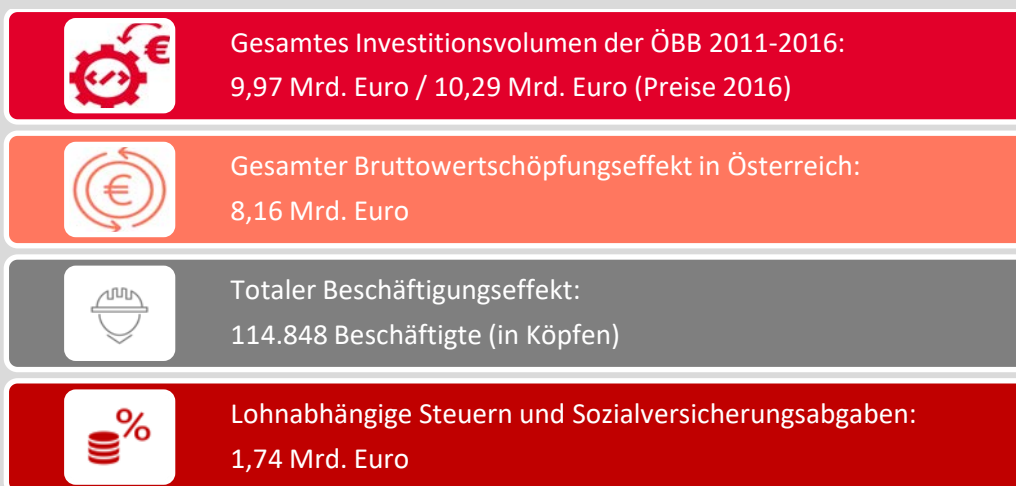 Gesamtes Investitionsvolumen der ÖBB 2011-2016:
9,97 Mrd. Euro / 10,29 Mrd. Euro (Preise 2016)
Gesamter Bruttowertschöpfungseffekt in Österreich:
8,16 Mrd. Euro
Totaler Beschäftigungseffekt:
114.848 Beschäftigte (in Köpfen)
Lohnabhängige Steuern und Sozialversicherungsabgaben:
1,74 Mrd. Euro